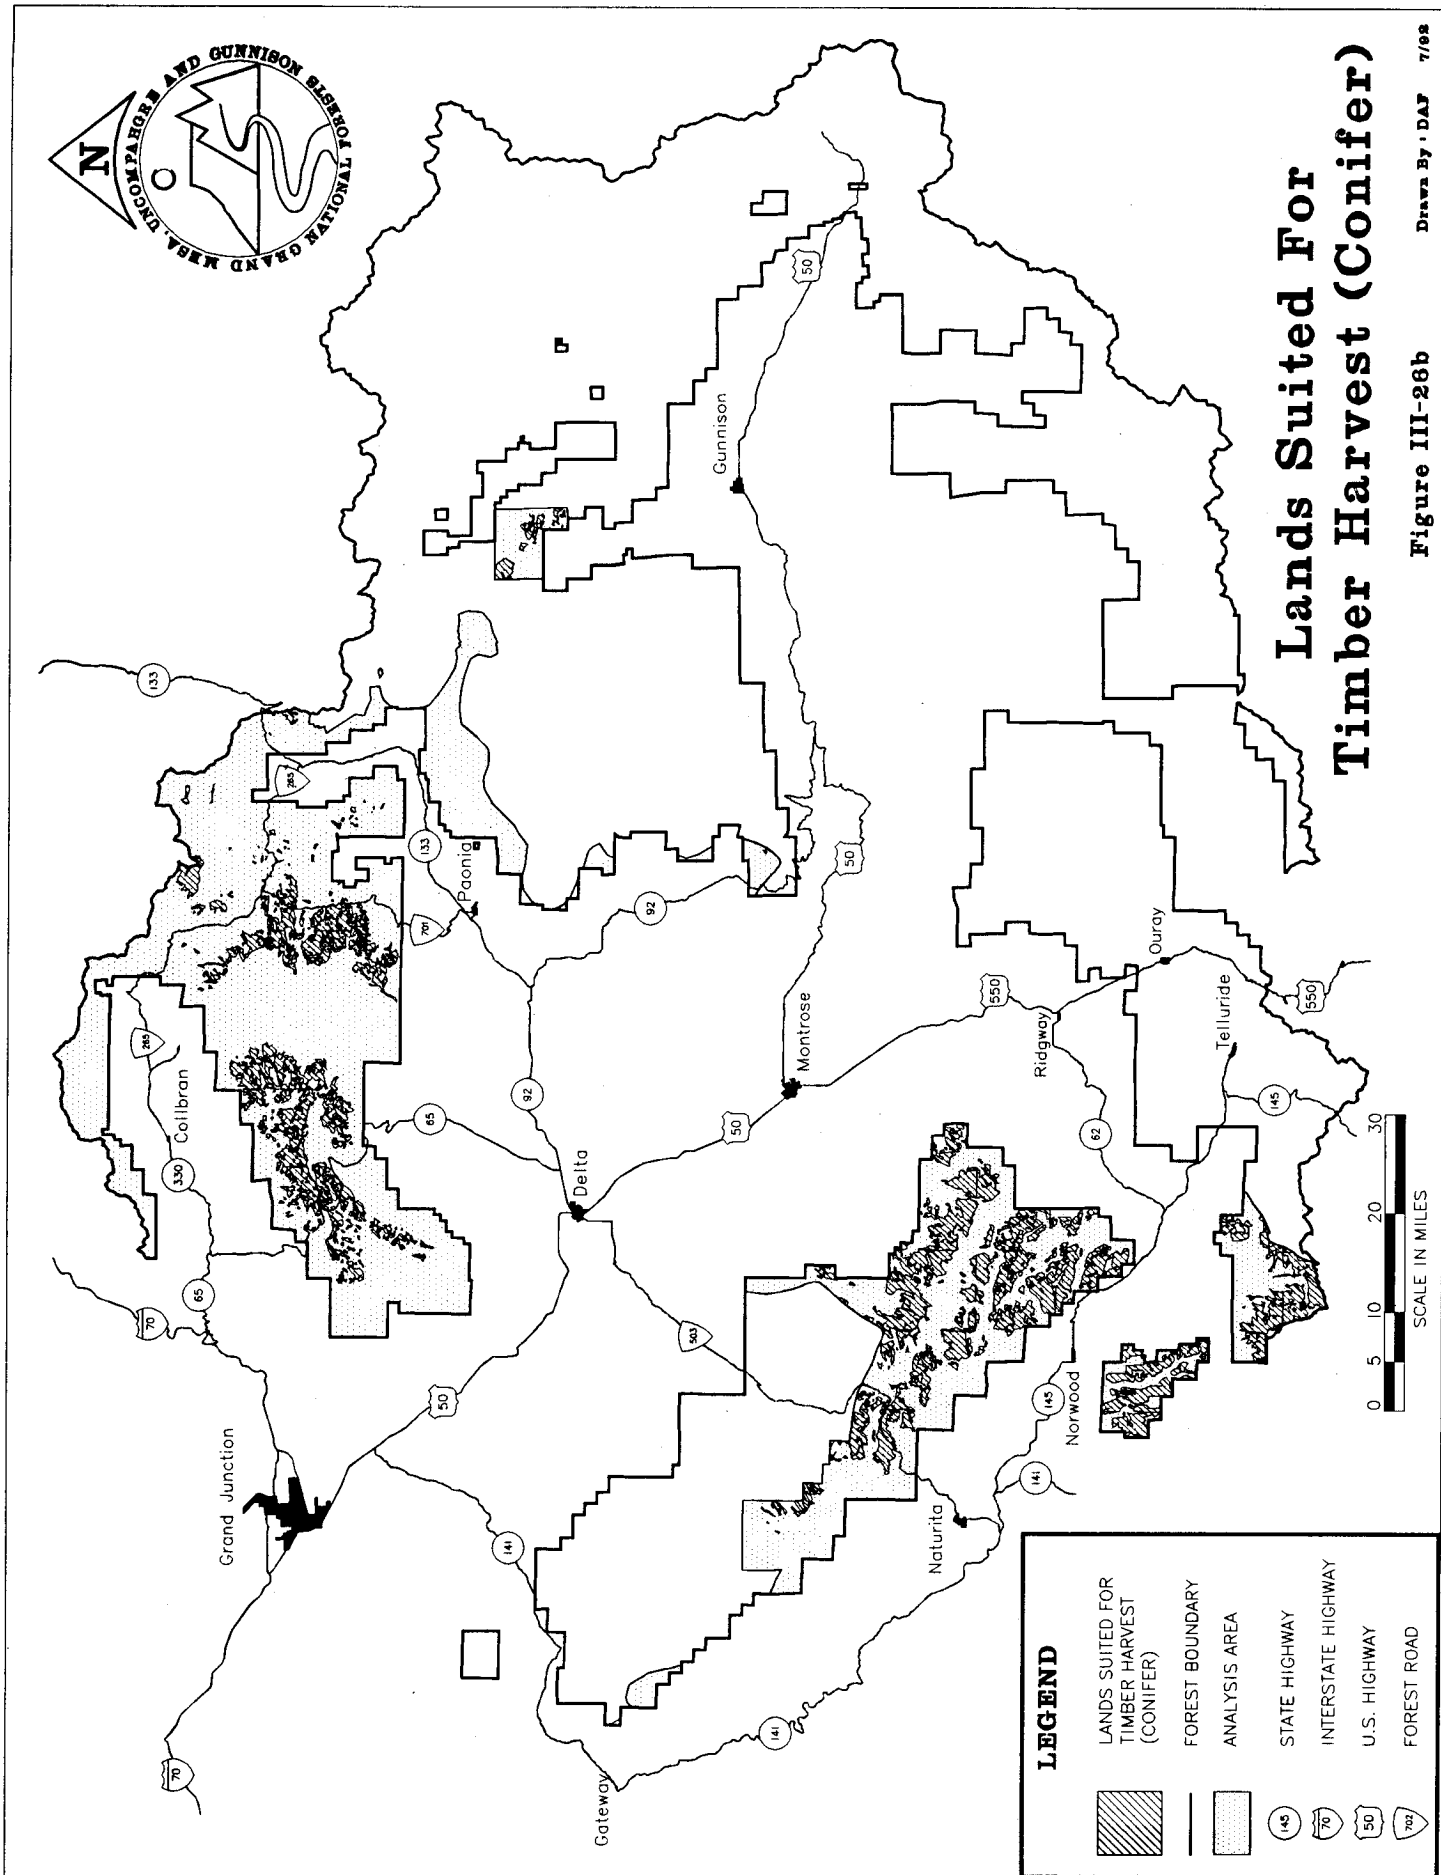 GRAND MESA, UNCOMPAHGRE AND GUNNISON
NATIONAL FORESTS
N
Lands Suited For
Timber Harvest (Conifer)
Figure III-26b
Drawn By: DAF 7/92
Grand Junction
Collbran
Paonia
Delta
Gunnison
Montrose
Gateway
Naturita
Norwood
Ridgway
Ouray
Telluride
70
70
65
330
265
265
133
133
701
65
92
92
50
50
50
50
141
141
141
503
145
145
62
550
550
0 5 10 20 30
SCALE IN MILES
LEGEND
LANDS SUITED FOR
TIMBER HARVEST
(CONIFER)
FOREST BOUNDARY
ANALYSIS AREA
145 STATE HIGHWAY
70 INTERSTATE HIGHWAY
50 U.S. HIGHWAY
702 FOREST ROAD